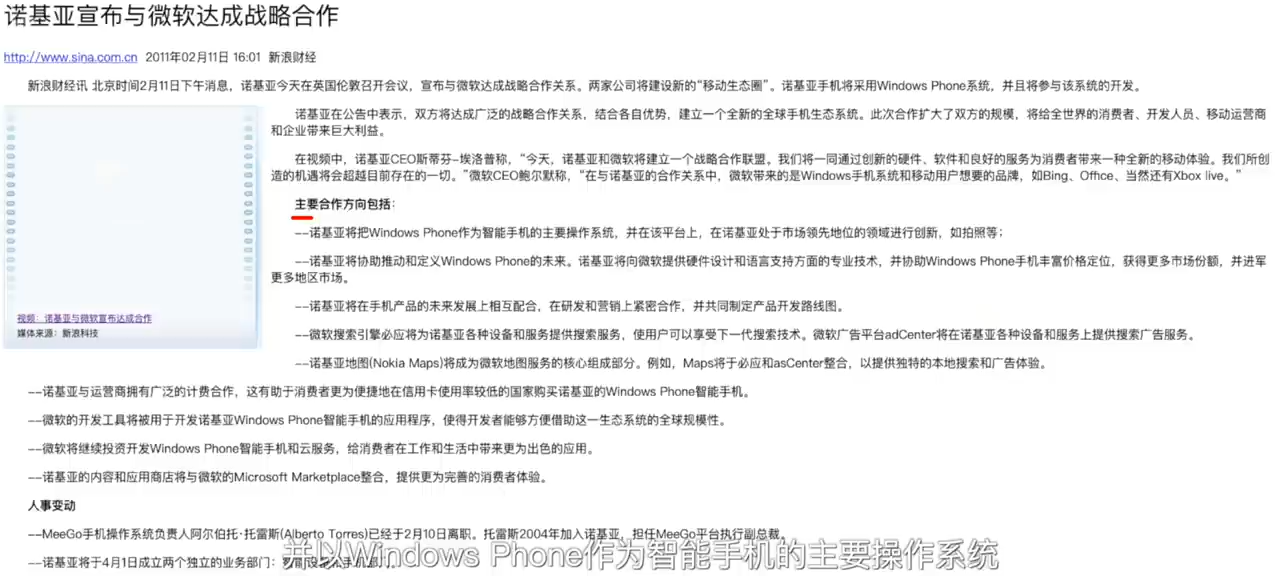 诺基亚宣布与微软达成战略合作
http://www.sina.com.cn 2011年02月11日 16:01 新浪财经
新浪财经讯 北京时间2月11日下午消息，诺基亚今天在英国伦敦召开会议，宣布与微软达成战略合作关系。两家公司将建设新的“移动生态圈”。诺基亚手机将采用Windows Phone系统，并且将参与该系统的开发。
诺基亚在公告中表示，双方将达成广泛的战略合作关系，结合各自优势，建立一个全新的全球手机生态系统。此次合作扩大了双方的规模，将给全世界的消费者、开发人员、移动运营商
和企业带来巨大利益。
在视频中，诺基亚CEO斯蒂芬-埃洛普称，“今天，诺基亚和微软将建立一个战略合作联盟。我们将一同通过创新的硬件、软件和良好的服务为消费者带来一种全新的移动体验。我们所创
造的机遇将会超越目前存在的一切。”微软CEO鲍尔默称，“在与诺基亚的合作关系中，微软带来的是Windows手机系统和移动用户想要的品牌，如Bing、Office、当然还有Xbox live。”
主要合作方向包括：
--诺基亚将把Windows Phone作为智能手机的主要操作系统，并在该平台上，在诺基亚处于市场领先地位的领域进行创新，如拍照等；
--诺基亚将协助推动和定义Windows Phone的未来。诺基亚将向微软提供硬件设计和语言支持方面的专业技术，并协助Windows Phone手机丰富价格定位，获得更多市场份额，并进军
更多地区市场。
--诺基亚将在手机产品的未来发展上相互配合，在研发和营销上紧密合作，并共同制定产品开发路线图。
视频：诺基亚与微软宣布达成合作
媒体来源：新浪科技
--微软搜索引擎必应将为诺基亚各种设备和服务提供搜索服务，使用户可以享受下一代搜索技术。微软广告平台adCenter将在诺基亚各种设备和服务上提供搜索广告服务。
--诺基亚地图(Nokia Maps)将成为微软地图服务的核心组成部分。例如，Maps将于必应和asCenter整合，以提供独特的本地搜索和广告体验。
--诺基亚与运营商拥有广泛的计费合作，这有助于消费者更为便捷地在信用卡使用率较低的国家购买诺基亚的Windows Phone智能手机。
--微软的开发工具将被用于开发诺基亚Windows Phone智能手机的应用程序，使得开发者能够方便借助这一生态系统的全球规模性。
--微软将继续投资开发Windows Phone智能手机和云服务，给消费者在工作和生活中带来更为出色的应用。
--诺基亚的内容和应用商店将与微软的Microsoft Marketplace整合，提供更为完善的消费者体验。
人事变动
--MeeGo手机操作系统负责人阿尔伯托·托雷斯(Alberto Torres)已经于2月10日离职。托雷斯2004年加入诺基亚，担任MeeGo平台执行副总裁。
--诺基亚将于4月1日成立两个独立的业务部门：
并以Windows Phone作为智能手机的主要操作系统